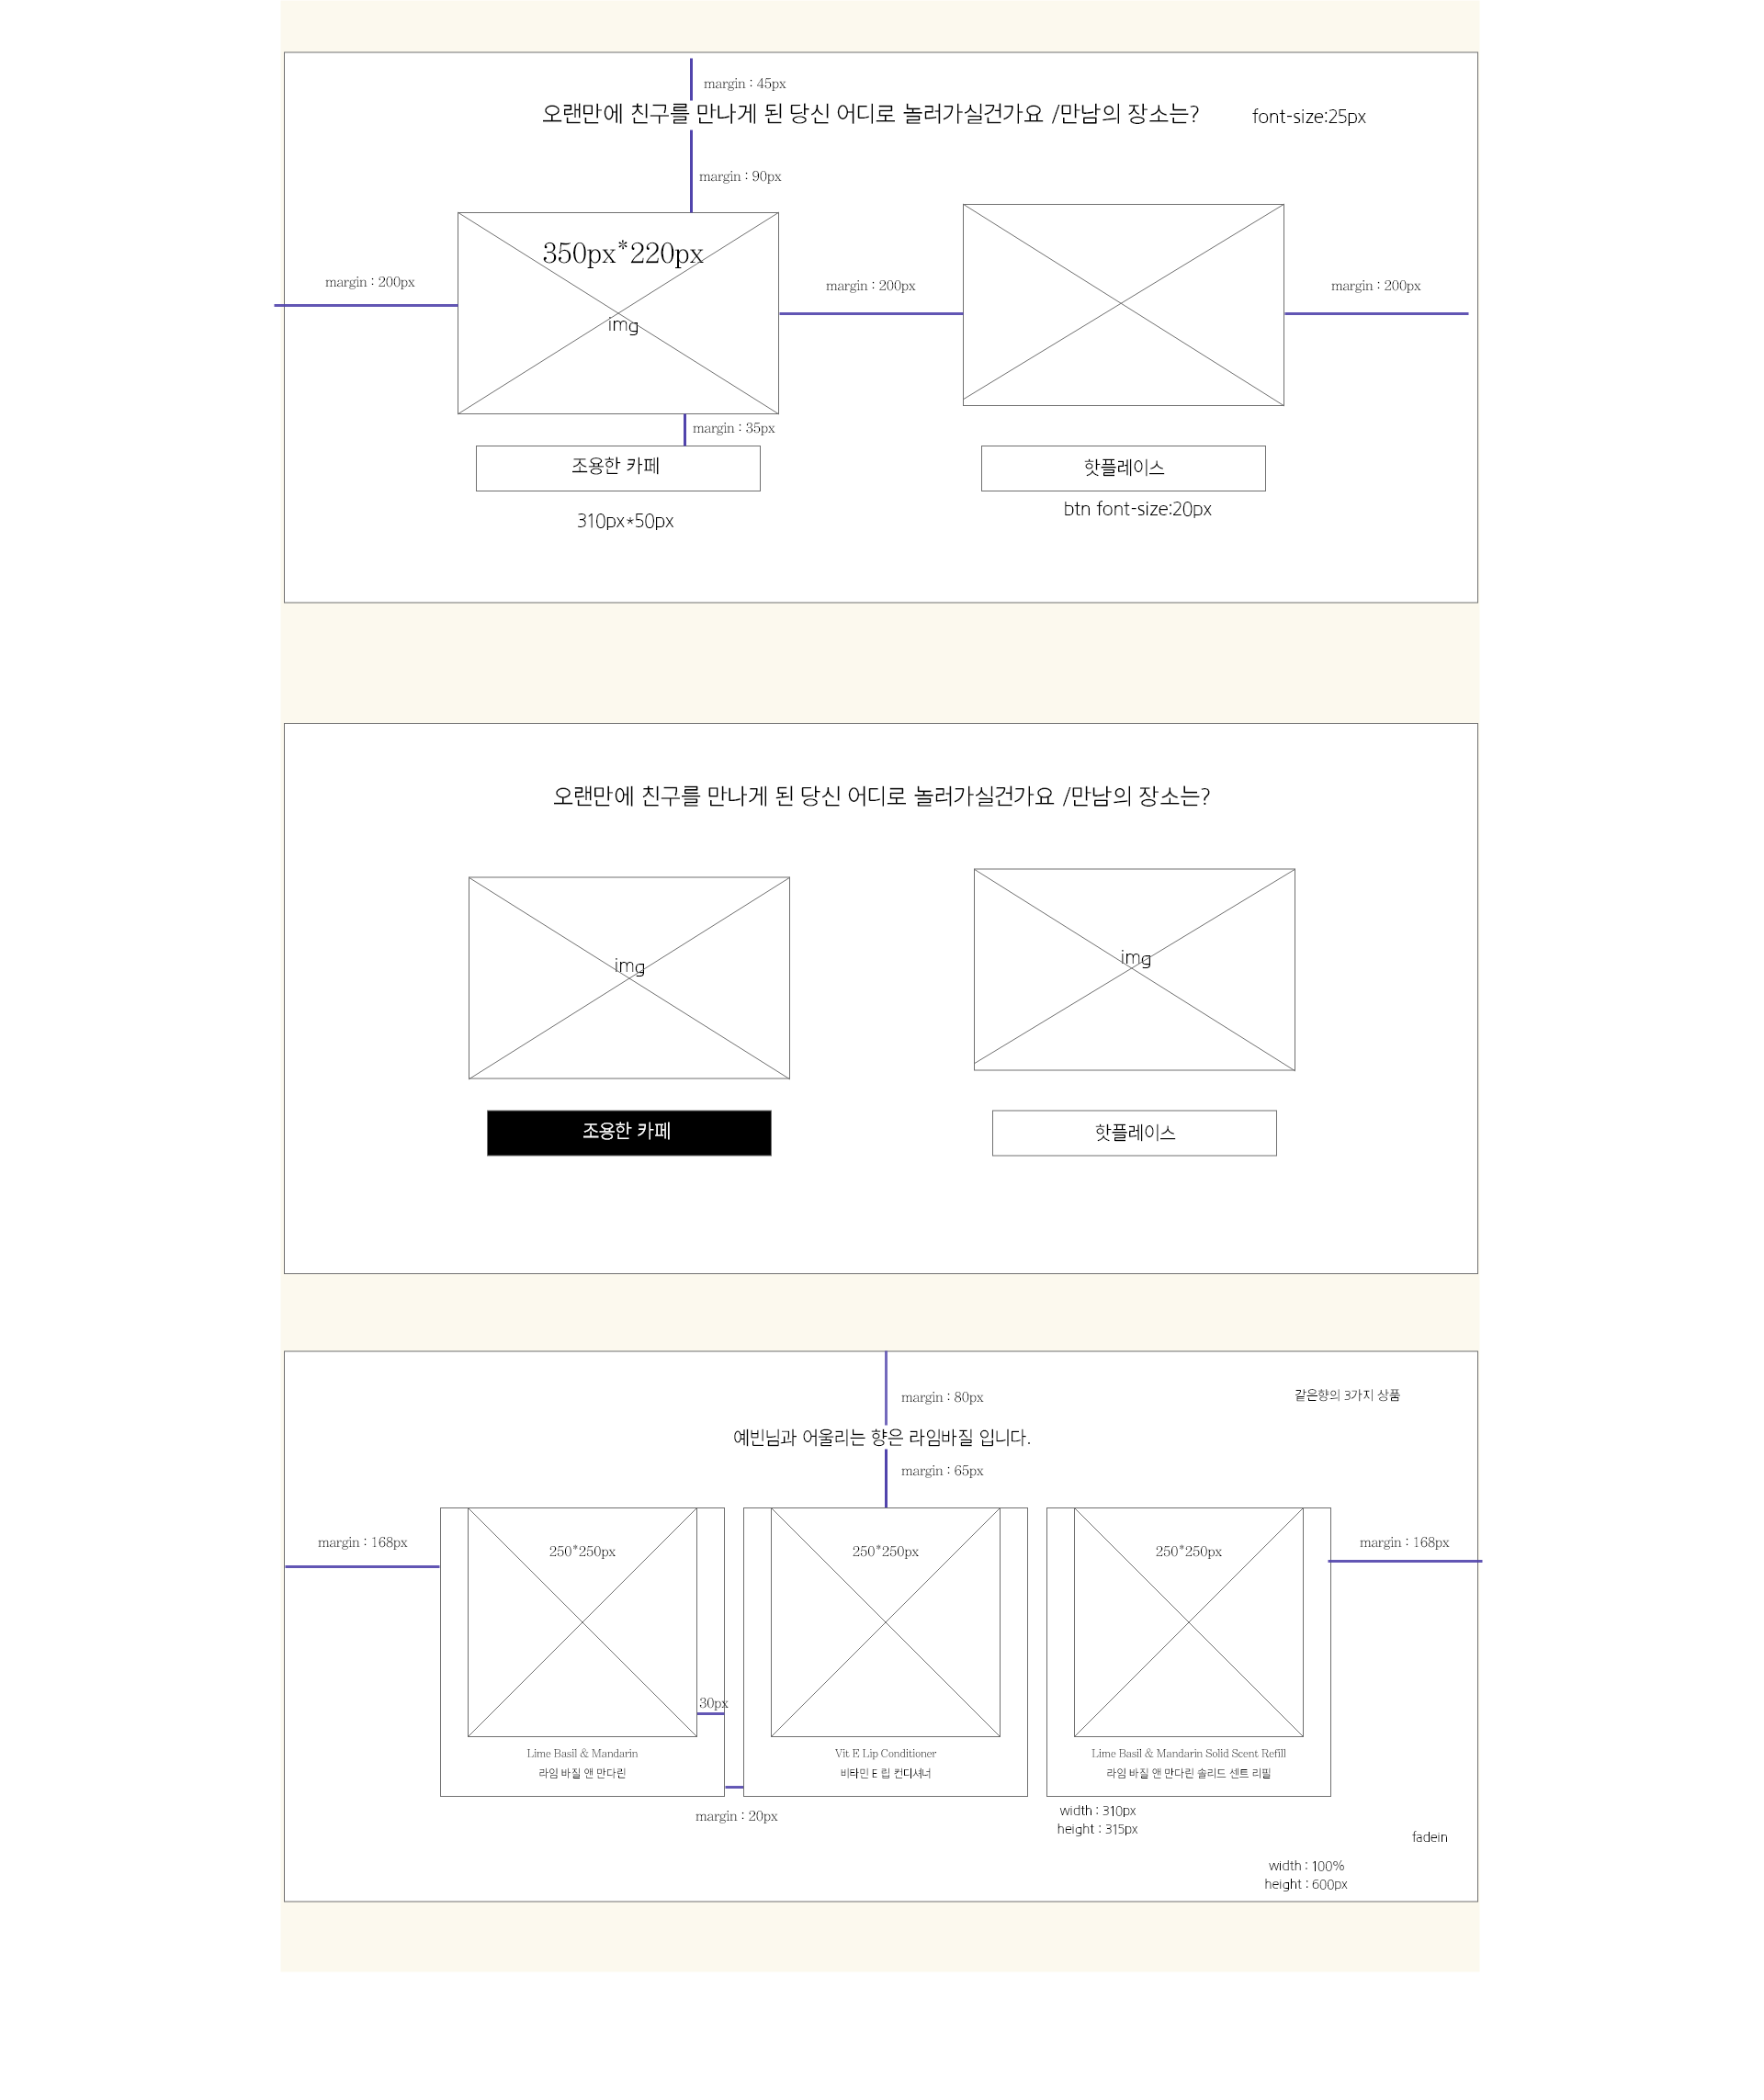 margin : 45px
오랜만에 친구를 만나게 된 당신 어디로 놀러가실건가요 /만남의 장소는?
font-size:25px
margin : 90px
350px*220px
margin : 200px
margin : 200px
margin : 200px
img
margin : 35px
조용한 카페
핫플레이스
310px*50px
btn font-size:20px
오랜만에 친구를 만나게 된 당신 어디로 놀러가실건가요 /만남의 장소는?
img
img
조용한 카페
핫플레이스
margin : 80px
같은향의 3가지 상품
예빈님과 어울리는 향은 라임바질 입니다.
margin : 65px
margin : 168px
250*250px
250*250px
250*250px
margin : 168px
30px
Lime Basil & Mandarin
라임 바질 앤 만다린
Vit E Lip Conditioner
비타민 E 립 컨디셔너
Lime Basil & Mandarin Solid Scent Refill
라임 바질 앤 만다린 솔리드 센트 리필
margin : 20px
width : 310px
height : 315px
fadein
width : 100%
height : 600px